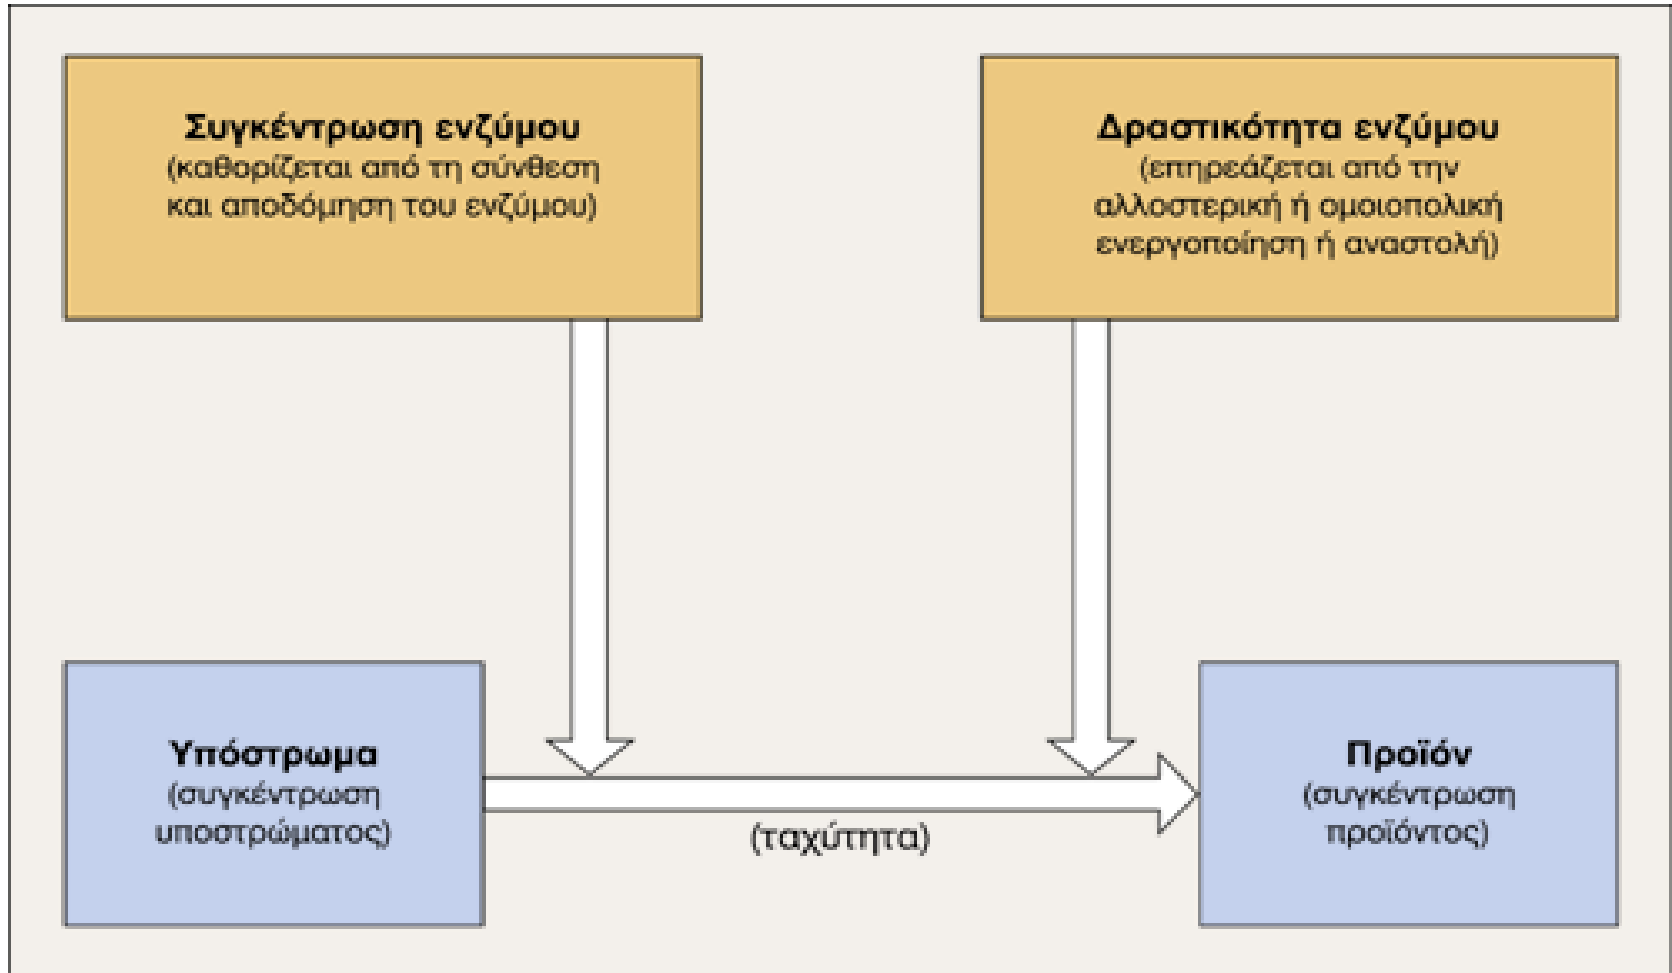 Συγκέντρωση ενζύμου
(καθορίζεται από τη σύνθεση
και αποδόμηση του ενζύμου)
Δραστικότητα ενζύμου
(επηρεάζεται από την
αλλοστερική ή ομοιοπολική
ενεργοποίηση ή αναστολή)
Υπόστρωμα
(συγκέντρωση
υποστρώματος)
(ταχύτητα)
Προϊόν
(συγκέντρωση
προϊόντος)